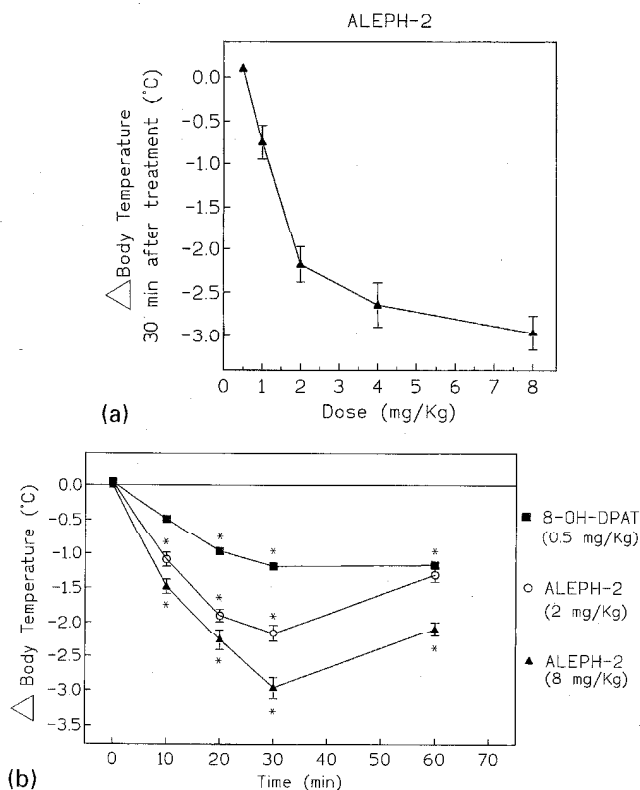 ALEPH-2
△Body Temperature
30 min after treatment (°C)
0.0
-0.5
-1.0
-1.5
-2.0
-2.5
-3.0
0 1 2 3 4 5 6 7 8
Dose (mg/Kg)
(a)
△ Body Temperature (°C)
0.0
-0.5
-1.0
-1.5
-2.0
-2.5
-3.0
-3.5
* * *
* * *
* * * *
0 10 20 30 40 50 60 70
Time (min)
(b)
■ 8-OH-DPAT
(0.5 mg/Kg)
○ ALEPH-2
(2 mg/Kg)
▲ ALEPH-2
(8 mg/Kg)